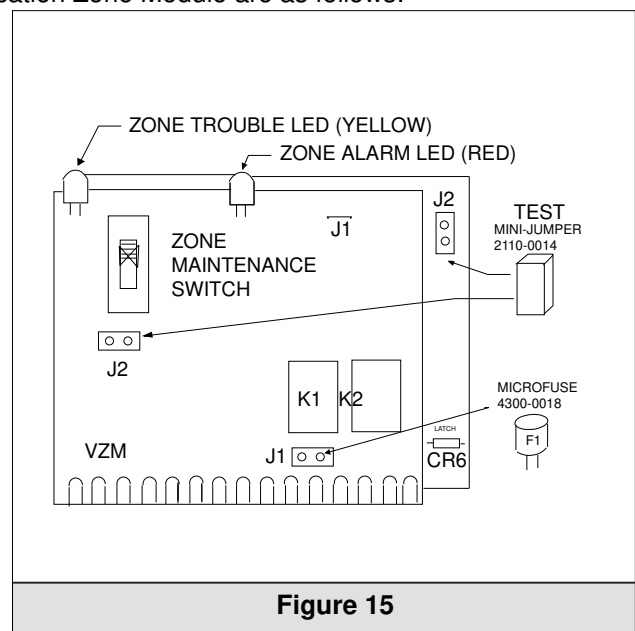 cation Zone Module are as follows:
ZONE TROUBLE LED (YELLOW)
ZONE ALARM LED (RED)
J2
TEST
MINI-JUMPER
2110-0014
J1
ZONE
MAINTENANCE
SWITCH
J2
MICROFUSE
4300-0018
K1 K2
LATCH
F1
VZM
J1
CR6
Figure 15